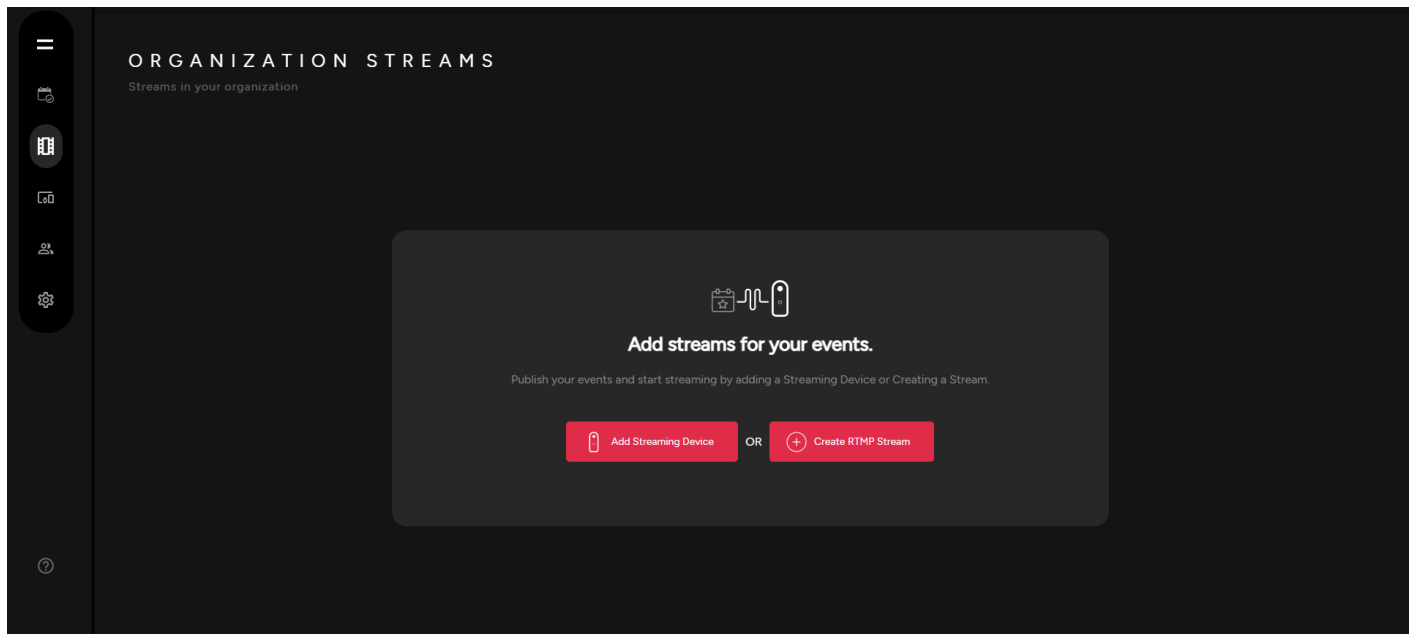 ORGANIZATION STREAMS
Streams in your organization
Add streams for your events.
Publish your events and start streaming by adding a Streaming Device or Creating a Stream.
Add Streaming Device OR Create RTMP Stream